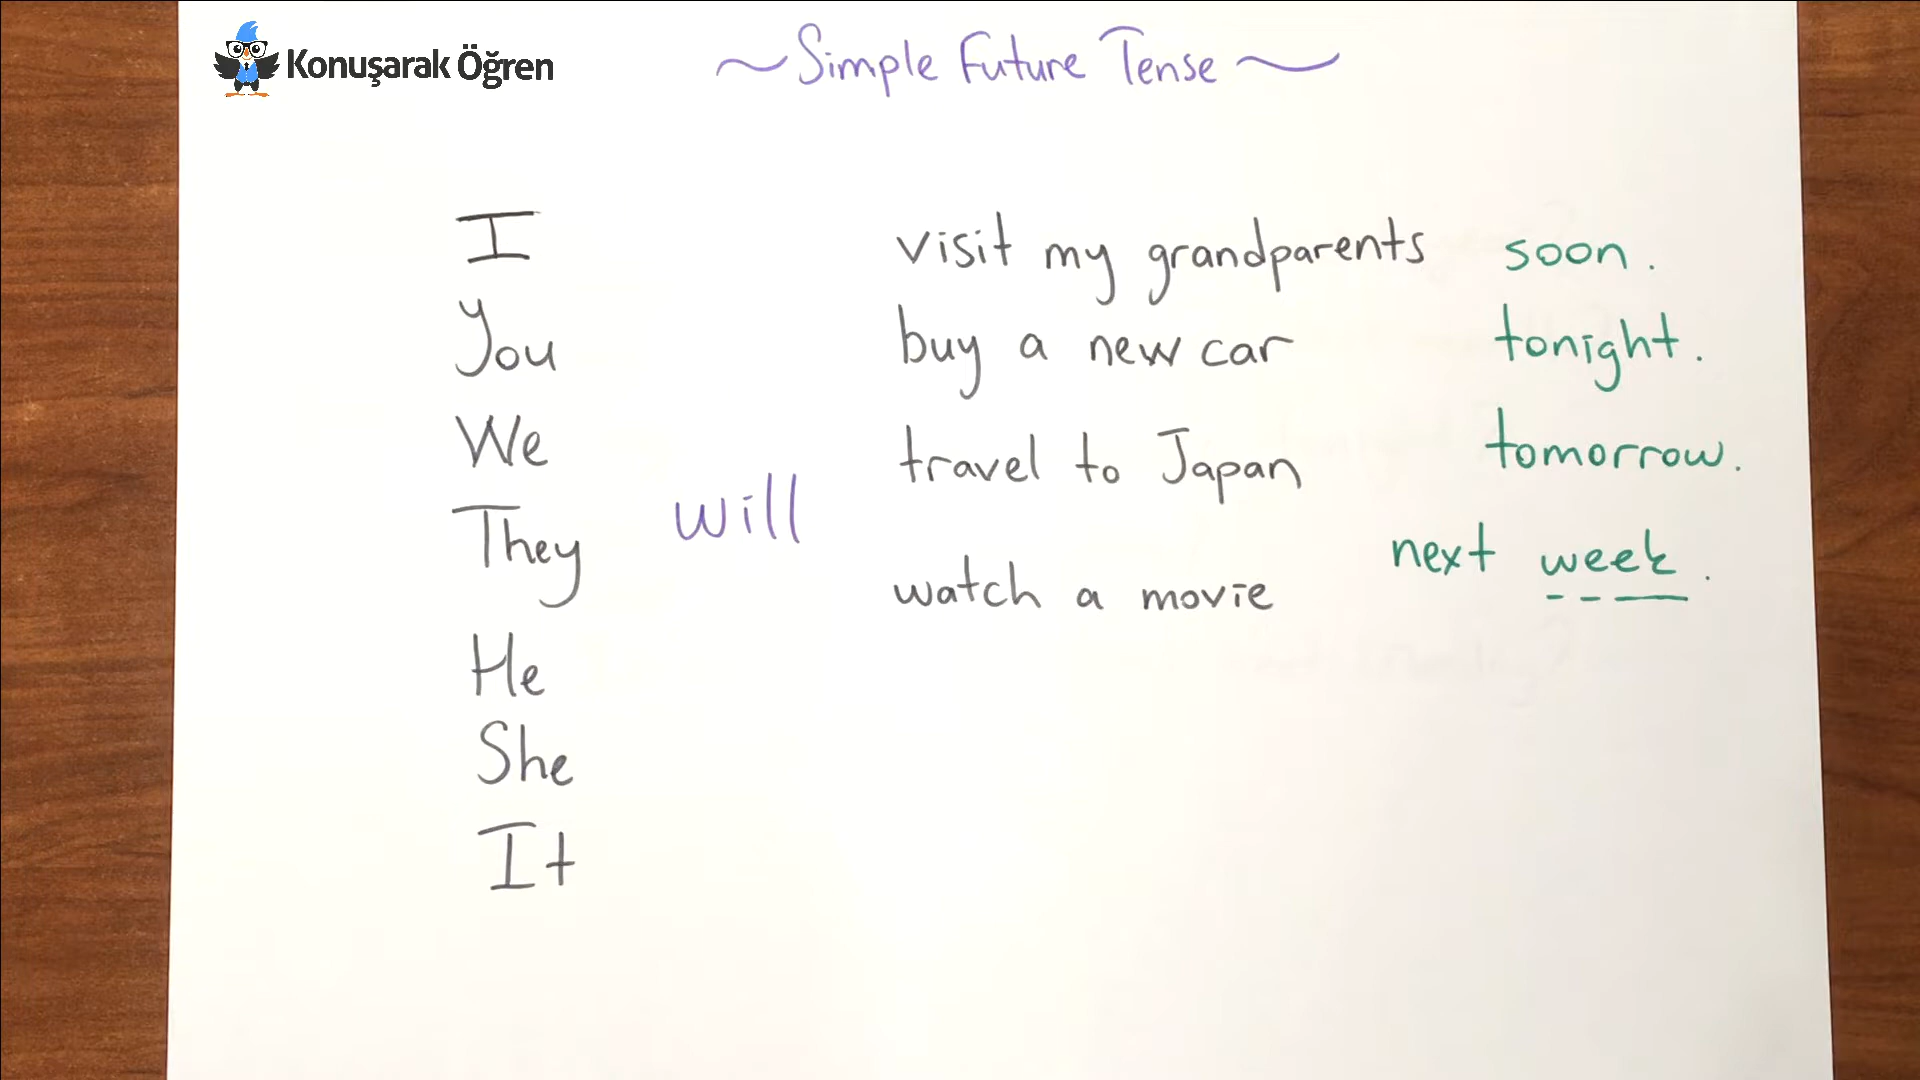 Konuşarak Öğren
~Simple Future Tense~
I
visit my grandparents soon.
You
buy a new car tonight.
We
travel to Japan tomorrow.
They will
watch a movie next week.
He
She
It